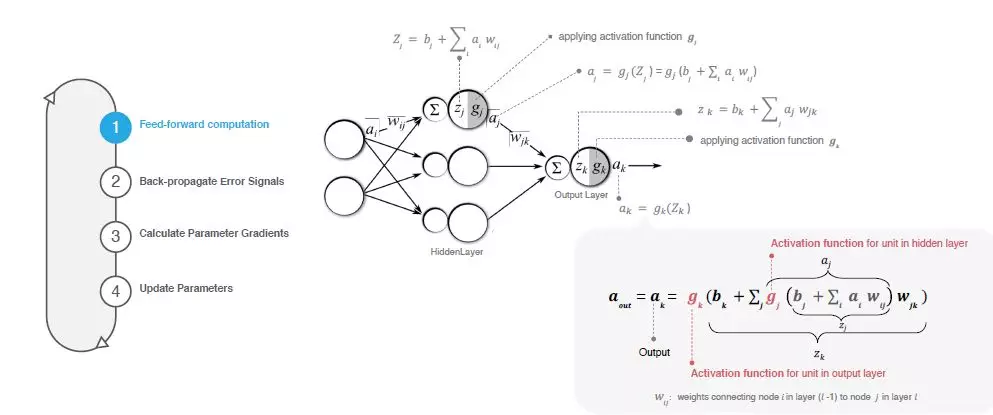 1 Feed-forward computation
2 Back-propagate Error Signals
3 Calculate Parameter Gradients
4 Update Parameters
Z_j = b_j + ∑_i a_i w_ij
applying activation function g_j
a_j = g_j (Z_j) = g_j (b_j + ∑_i a_i w_ij)
z_k = b_k + ∑_j a_j w_jk
applying activation function g_k
a_i w_ij
Σ z_j g_j a_j
w_jk
Σ z_k g_k a_k
Output Layer
a_k = g_k(Z_k)
HiddenLayer
Activation function for unit in hidden layer
a_j
a_out = a_k = g_k (b_k + ∑_j g_j (b_j + ∑_i a_i w_ij) w_jk)
z_j
Output
z_k
Activation function for unit in output layer
w_ij: weights connecting node i in layer (l -1) to node j in layer l